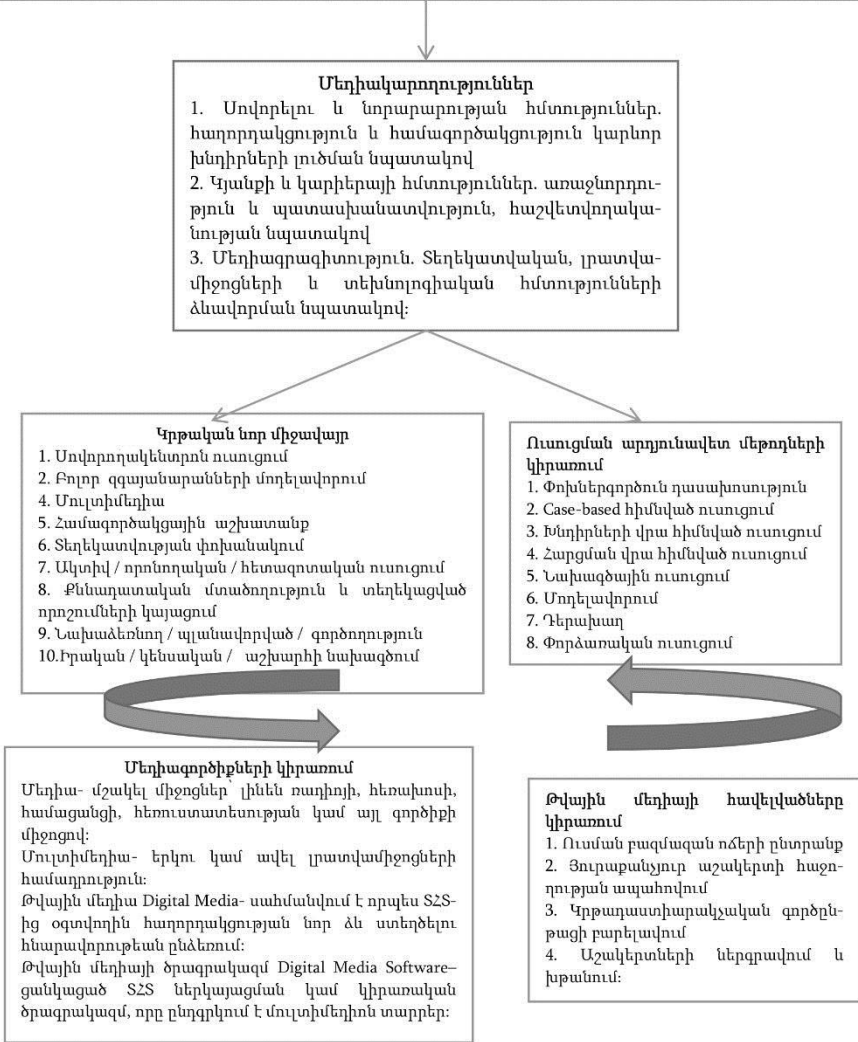 Մեդիակարողություններ
1. Սովորելու և նորարարության հմտություններ.
հաղորդակցություն և համագործակցություն կարևոր
խնդիրների լուծման նպատակով
2. Կյանքի և կարիերայի հմտություններ. առաջնորդու-
թյուն և պատասխանատվություն, հաշվետվողակա-
նության նպատակով
3. Մեդիագրագիտություն. Տեղեկատվական, լրատվա-
միջոցների և տեխնոլոգիական հմտությունների
ձևավորման նպատակով:
Կրթական նոր միջավայր
1. Սովորողակենտրոն ուսուցում
2. Բոլոր զգայանարանների մոդելավորում
4. Մուլտիմեդիա
5. Համագործակցային աշխատանք
6. Տեղեկատվության փոխանակում
7. Ակտիվ / որոնողական / հետազոտական ուսուցում
8. Քննադատական մտածողություն և տեղեկացված
որոշումների կայացում
9. Նախաձեռնող / պլանավորված / գործողություն
10.Իրական / կենսական / աշխարհի նախագծում
Ուսուցման արդյունավետ մեթոդների
կիրառում
1. Փոխներգործուն դասախոսություն
2. Case-based հիմնված ուսուցում
3. Խնդիրների վրա հիմնված ուսուցում
4. Հարցման վրա հիմնված ուսուցում
5. Նախագծային ուսուցում
6. Մոդելավորում
7. Դերախաղ
8. Փորձառական ուսուցում
Մեդիագործիքների կիրառում
Մեդիա- մշակել միջոցներ՝ լինեն ռադիոյի, հեռախոսի,
համացանցի, հեռուստատեսության կամ այլ գործիքի
միջոցով:
Մուլտիմեդիա- երկու կամ ավել լրատվամիջոցների
համադրություն:
Թվային մեդիա Digital Media- սահմանվում է որպես ՏՀՏ-
ից օգտվողին հաղորդակցության նոր ձև ստեղծելու
հնարավորութեան ընձեռում:
Թվային մեդիայի ծրագրակազմ Digital Media Software–
ցանկացած ՏՀՏ ներկայացման կամ կիրառական
ծրագրակազմ, որը ընդգրկում է մուլտիմեդիոն տարրեր:
Թվային մեդիայի հավելվածները
կիրառում
1. Ուսման բազմազան ոճերի ընտրանք
2. Յուրաքանչյուր աշակերտի հաջո-
ղության ապահովում
3. Կրթադաստիարակչական գործըն-
թացի բարելավում
4. Աշակերտների ներգրավում և
խթանում: